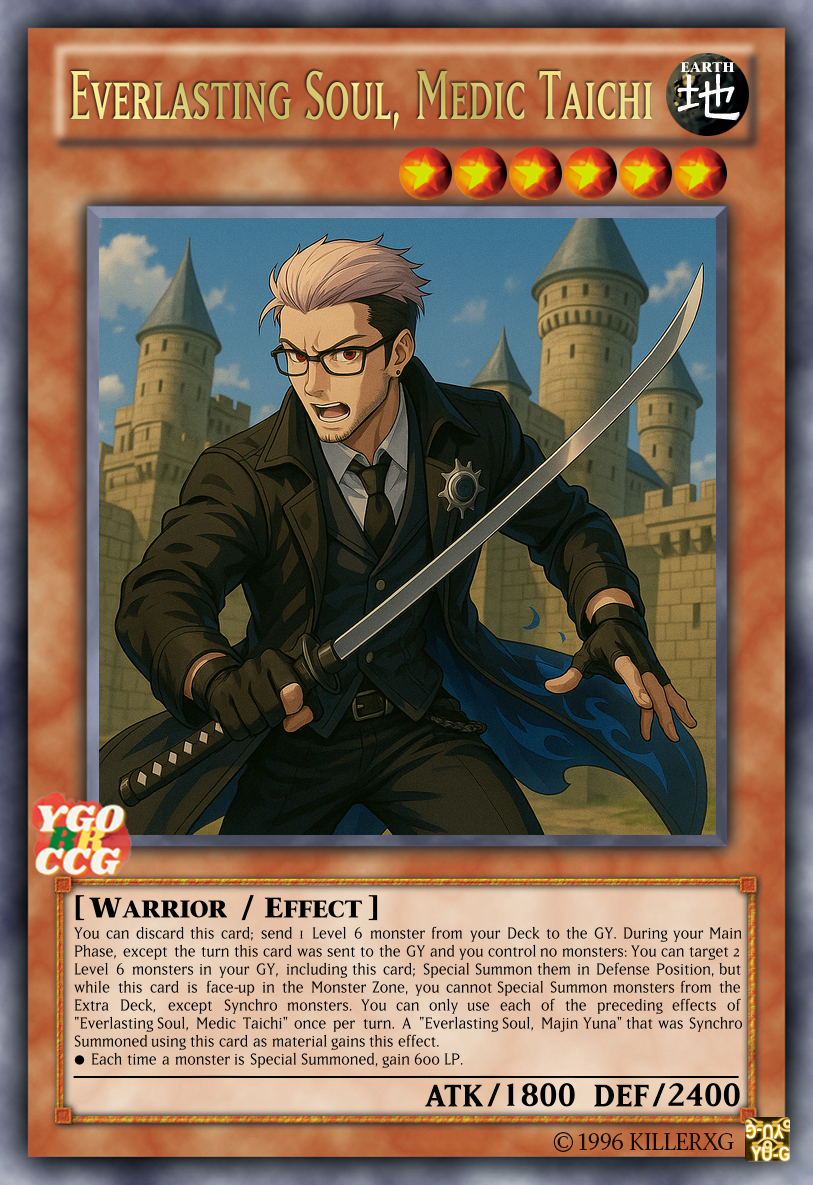 Everlasting Soul, Medic Taichi
EARTH
地
YGO
RR
CCG
[ Warrior / Effect ]
You can discard this card; send 1 Level 6 monster from your Deck to the GY. During your Main
Phase, except the turn this card was sent to the GY and you control no monsters: You can target 2
Level 6 monsters in your GY, including this card; Special Summon them in Defense Position, but
while this card is face-up in the Monster Zone, you cannot Special Summon monsters from the
Extra Deck, except Synchro monsters. You can only use each of the preceding effects of
"Everlasting Soul, Medic Taichi" once per turn. A "Everlasting Soul, Majin Yuna" that was Synchro
Summoned using this card as material gains this effect.
● Each time a monster is Special Summoned, gain 600 LP.
ATK/1800 DEF/2400
© 1996 KILLERXG